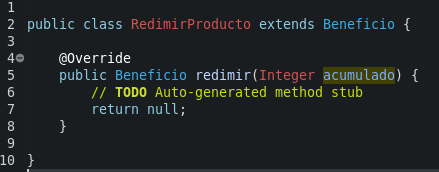 1
2 public class RedimirProducto extends Beneficio {
3
4 @Override
5 public Beneficio redimir(Integer acumulado) {
6 // TODO Auto-generated method stub
7 return null;
8 }
9
10 }